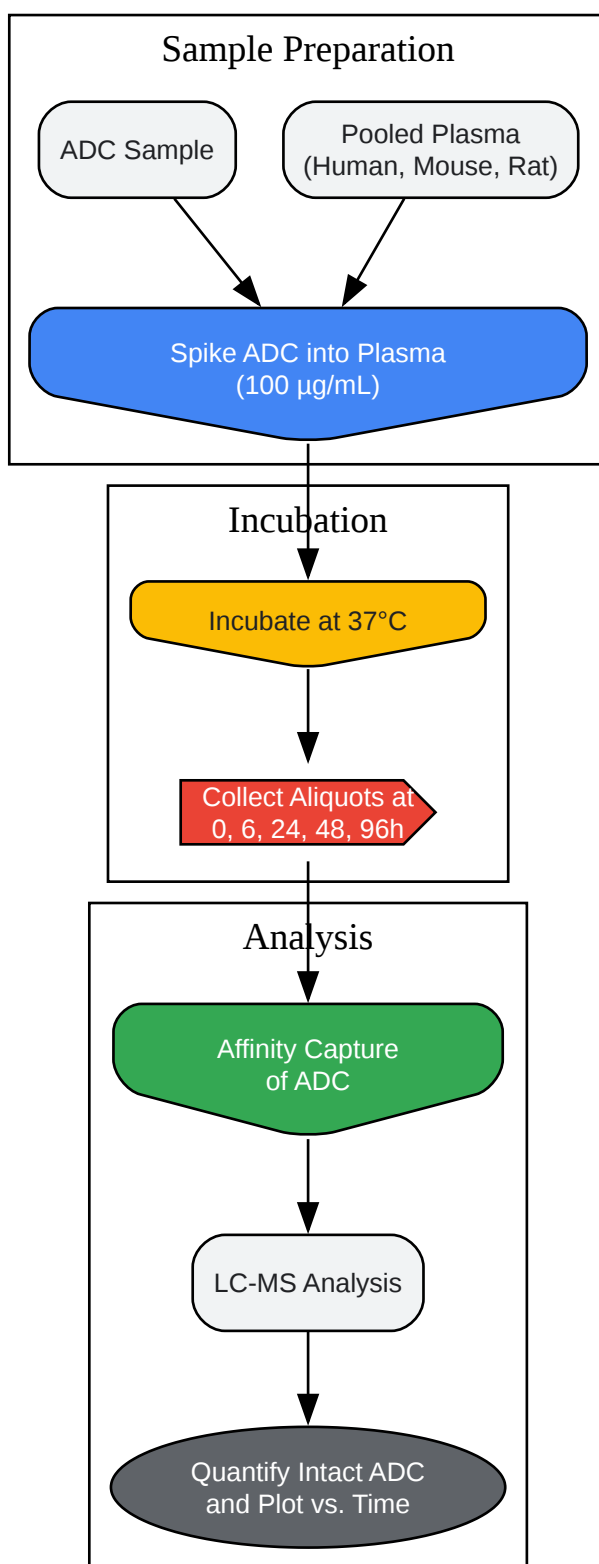 Sample Preparation
ADC Sample
Pooled Plasma
(Human, Mouse, Rat)
Spike ADC into Plasma
(100 µg/mL)
Incubation
Incubate at 37°C
Collect Aliquots at
0, 6, 24, 48, 96h
Analysis
Affinity Capture
of ADC
LC-MS Analysis
Quantify Intact ADC
and Plot vs. Time